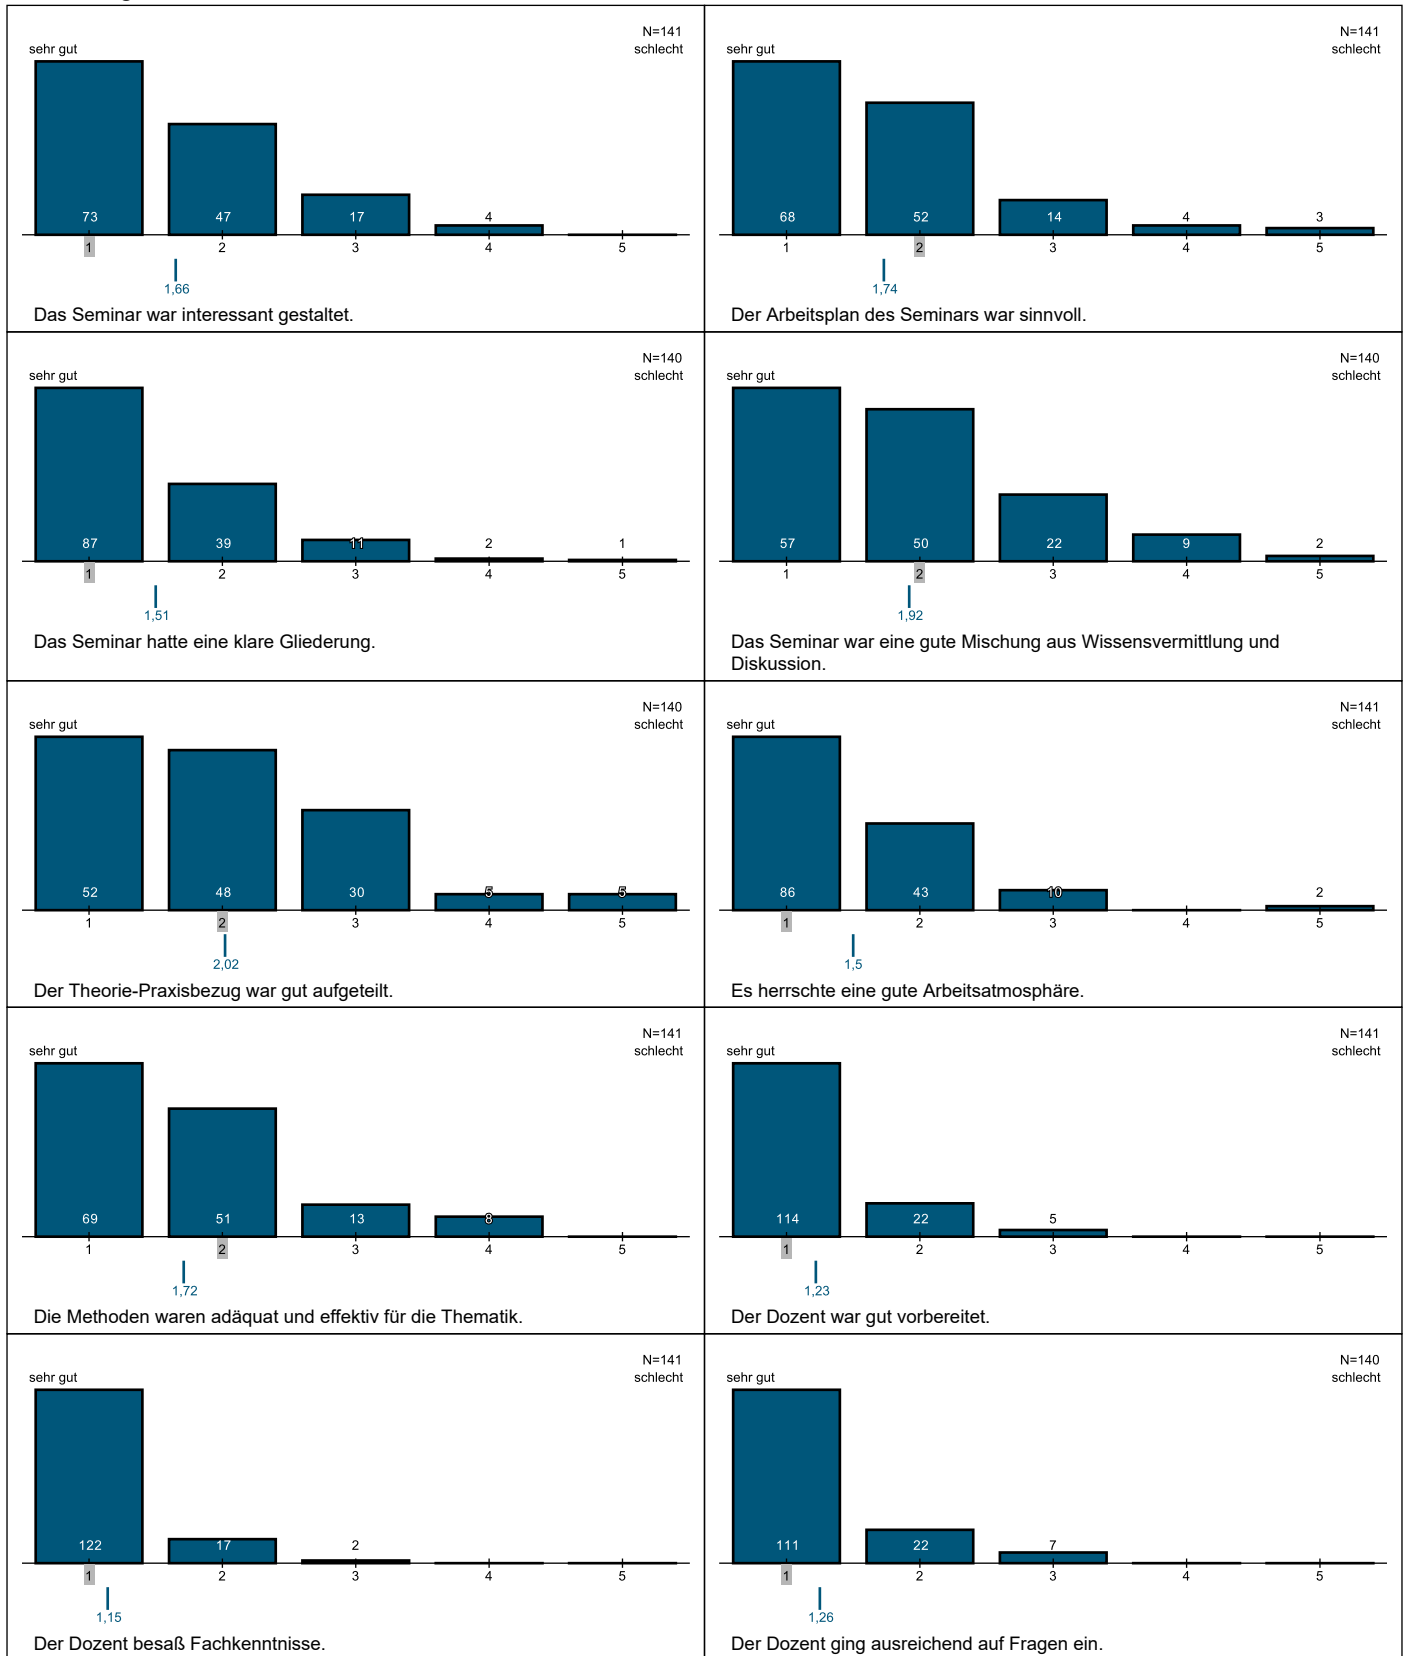 N=141
sehr gut schlecht
73 47 17 4
1 2 3 4 5
1,66
Das Seminar war interessant gestaltet.
N=141
sehr gut schlecht
68 52 14 4 3
1 2 3 4 5
1,74
Der Arbeitsplan des Seminars war sinnvoll.
N=140
sehr gut schlecht
87 39 11 2 1
1 2 3 4 5
1,51
Das Seminar hatte eine klare Gliederung.
N=140
sehr gut schlecht
57 50 22 9 2
1 2 3 4 5
1,92
Das Seminar war eine gute Mischung aus Wissensvermittlung und
Diskussion.
N=140
sehr gut schlecht
52 48 30 5 5
1 2 3 4 5
2,02
Der Theorie-Praxisbezug war gut aufgeteilt.
N=141
sehr gut schlecht
86 43 10 2
1 2 3 4 5
1,5
Es herrschte eine gute Arbeitsatmosphäre.
N=141
sehr gut schlecht
69 51 13 8
1 2 3 4 5
1,72
Die Methoden waren adäquat und effektiv für die Thematik.
N=141
sehr gut schlecht
114 22 5
1 2 3 4 5
1,23
Der Dozent war gut vorbereitet.
N=141
sehr gut schlecht
122 17 2
1 2 3 4 5
1,15
Der Dozent besaß Fachkenntnisse.
N=140
sehr gut schlecht
111 22 7
1 2 3 4 5
1,26
Der Dozent ging ausreichend auf Fragen ein.